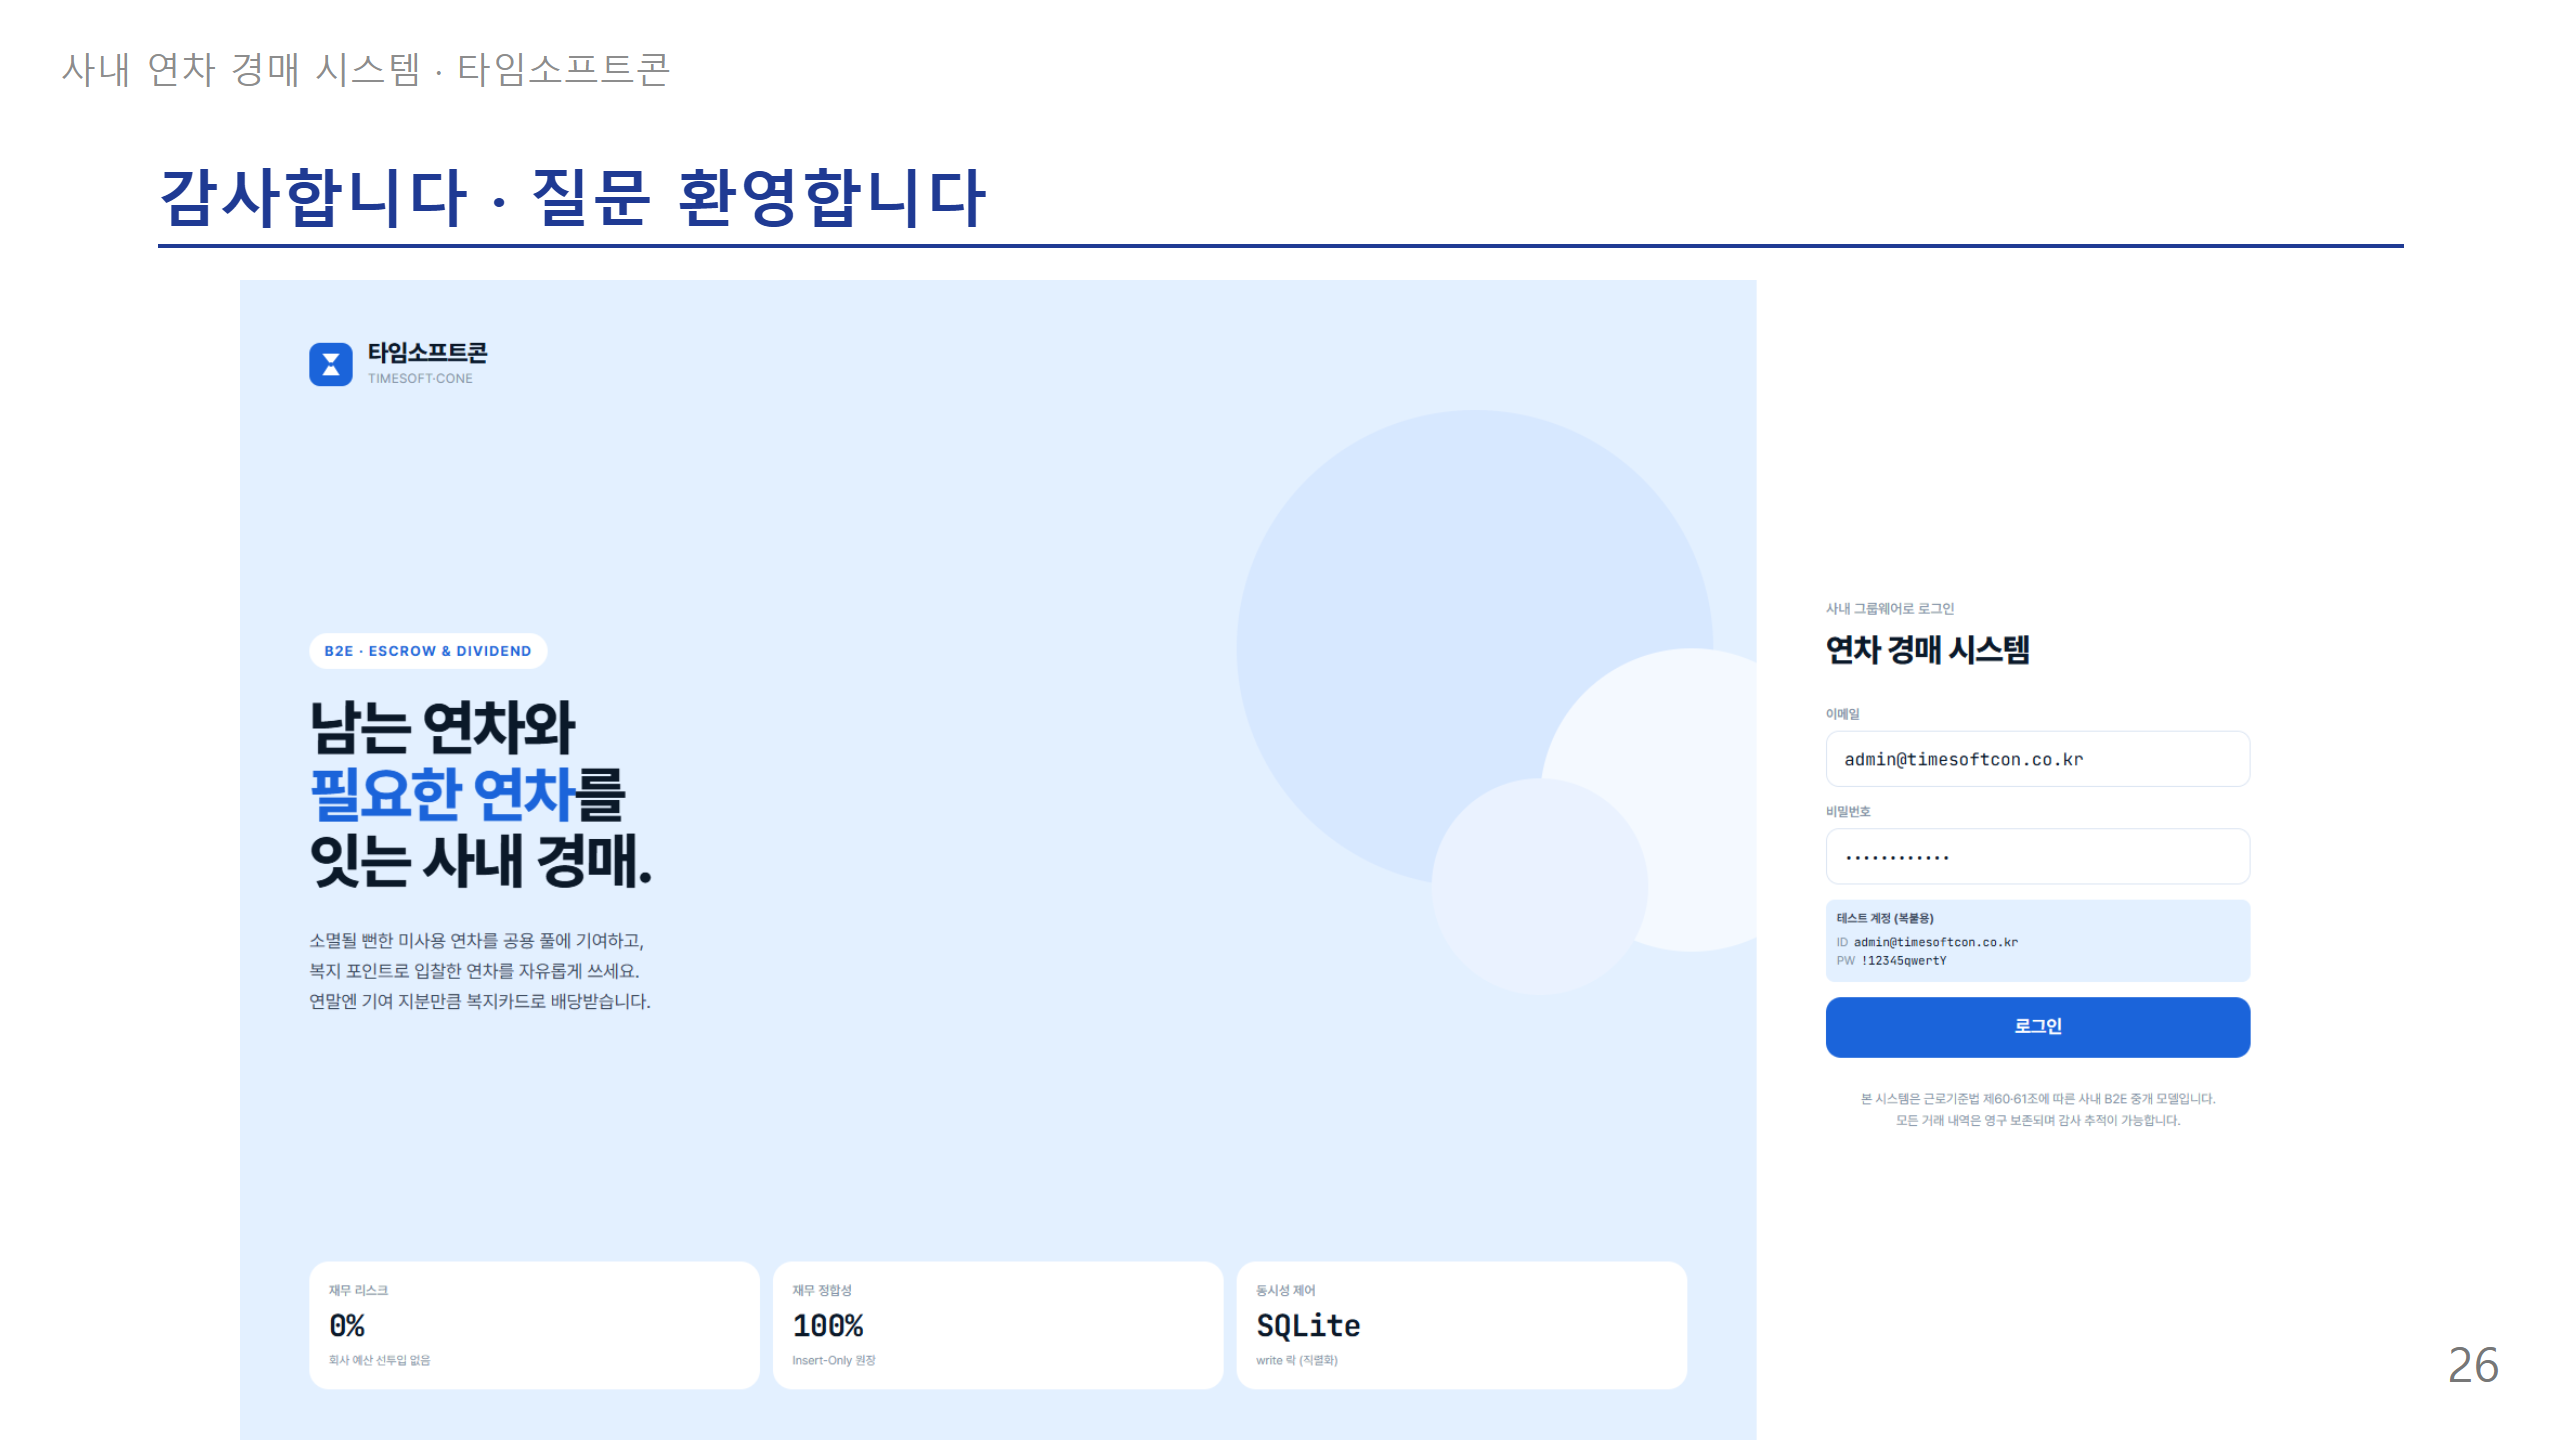 사내 연차 경매 시스템 · 타임소프트콘
감사합니다 · 질문 환영합니다
타임소프트콘
TIMESOFT·CONE
B2E · ESCROW & DIVIDEND
남는 연차와
필요한 연차를
잇는 사내 경매.
소멸될 뻔한 미사용 연차를 공용 풀에 기여하고,
복지 포인트로 입찰한 연차를 자유롭게 쓰세요.
연말엔 기여 지분만큼 복지카드로 배당받습니다.
재무 리스크
0%
회사 예산 선투입 없음
재무 정합성
100%
Insert-Only 원장
동시성 제어
SQLite
write 락 (직렬화)
사내 그룹웨어로 로그인
연차 경매 시스템
이메일
admin@timesoftcon.co.kr
비밀번호
············
테스트 계정 (복붙용)
ID admin@timesoftcon.co.kr
PW !12345qwertY
로그인
본 시스템은 근로기준법 제60·61조에 따른 사내 B2E 중개 모델입니다.
모든 거래 내역은 영구 보존되며 감사 추적이 가능합니다.
26